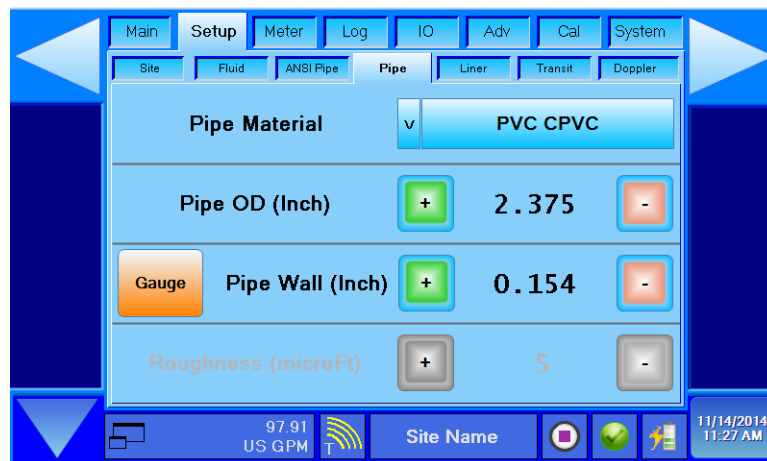 Main Setup Meter Log IO Adv Cal System
Site Fluid ANSI Pipe Pipe Liner Transit Doppler
Pipe Material v PVC CPVC
Pipe OD (Inch) + 2.375 -
Gauge Pipe Wall (Inch) + 0.154 -
Roughness (microFt) + 5 -
97.91
US GPM T Site Name
11/14/2014
11:27 AM